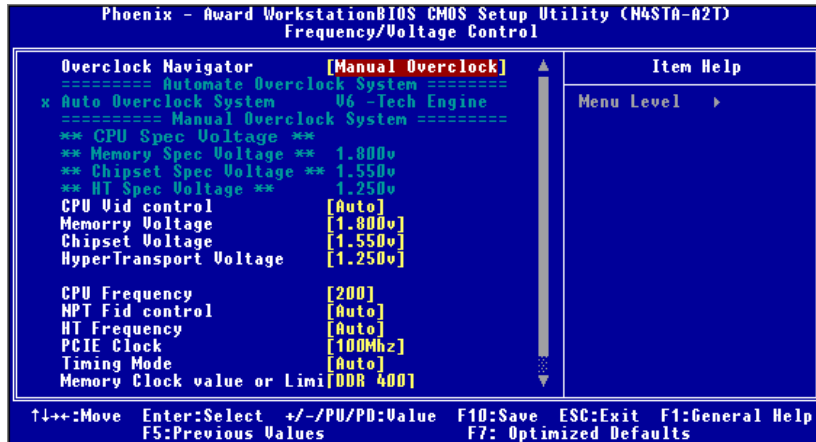 Phoenix - Award WorkstationBIOS CMOS Setup Utility (N4STA-A2T)
Frequency/Voltage Control
Overclock Navigator [Manual Overclock]
========= Automate Overclock System ========
x Auto Overclock System V6 -Tech Engine
========== Manual Overclock System =========
** CPU Spec Voltage **
** Memory Spec Voltage ** 1.800v
** Chipset Spec Voltage ** 1.550v
** HT Spec Voltage ** 1.250v
CPU Vid control [Auto]
Memorry Voltage [1.800v]
Chipset Voltage [1.550v]
HyperTransport Voltage [1.250v]
CPU Frequency [200]
NPT Fid control [Auto]
HT Frequency [Auto]
PCIE Clock [100Mhz]
Timing Mode [Auto]
Memory Clock value or Limi[DDR 400]
Item Help
Menu Level ▸
↑↓→←:Move Enter:Select +/-/PU/PD:Value F10:Save ESC:Exit F1:General Help
F5:Previous Values F7: Optimized Defaults